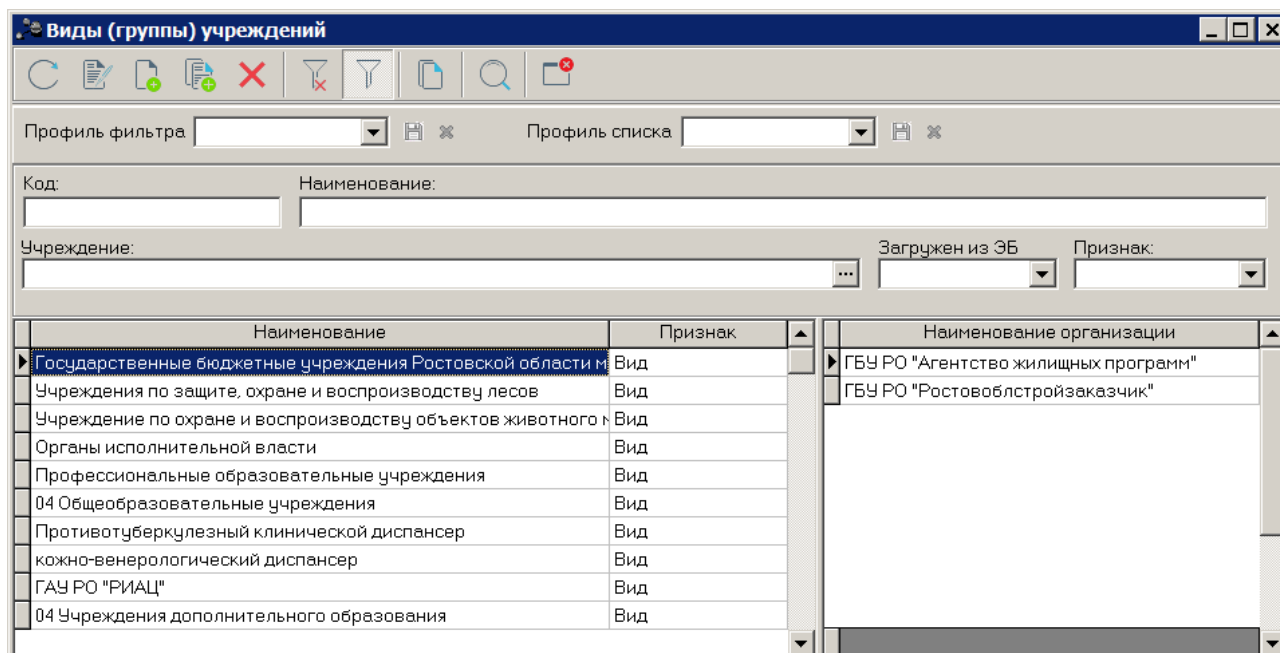 Виды (группы) учреждений
Профиль фильтра Профиль списка
Код: Наименование:
Учреждение: Загружен из ЭБ Признак:
Наименование Признак Наименование организации
Государственные бюджетные учреждения Ростовской области Вид ГБУ РО "Агентство жилищных программ"
Учреждения по защите, охране и воспроизводству лесов Вид ГБУ РО "Ростовоблстройзаказчик"
Учреждение по охране и воспроизводству объектов животного Вид
Органы исполнительной власти Вид
Профессиональные образовательные учреждения Вид
04 Общеобразовательные учреждения Вид
Противотуберкулезный клинической диспансер Вид
кожно-венерологический диспансер Вид
ГАУ РО "РИАЦ" Вид
04 Учреждения дополнительного образования Вид